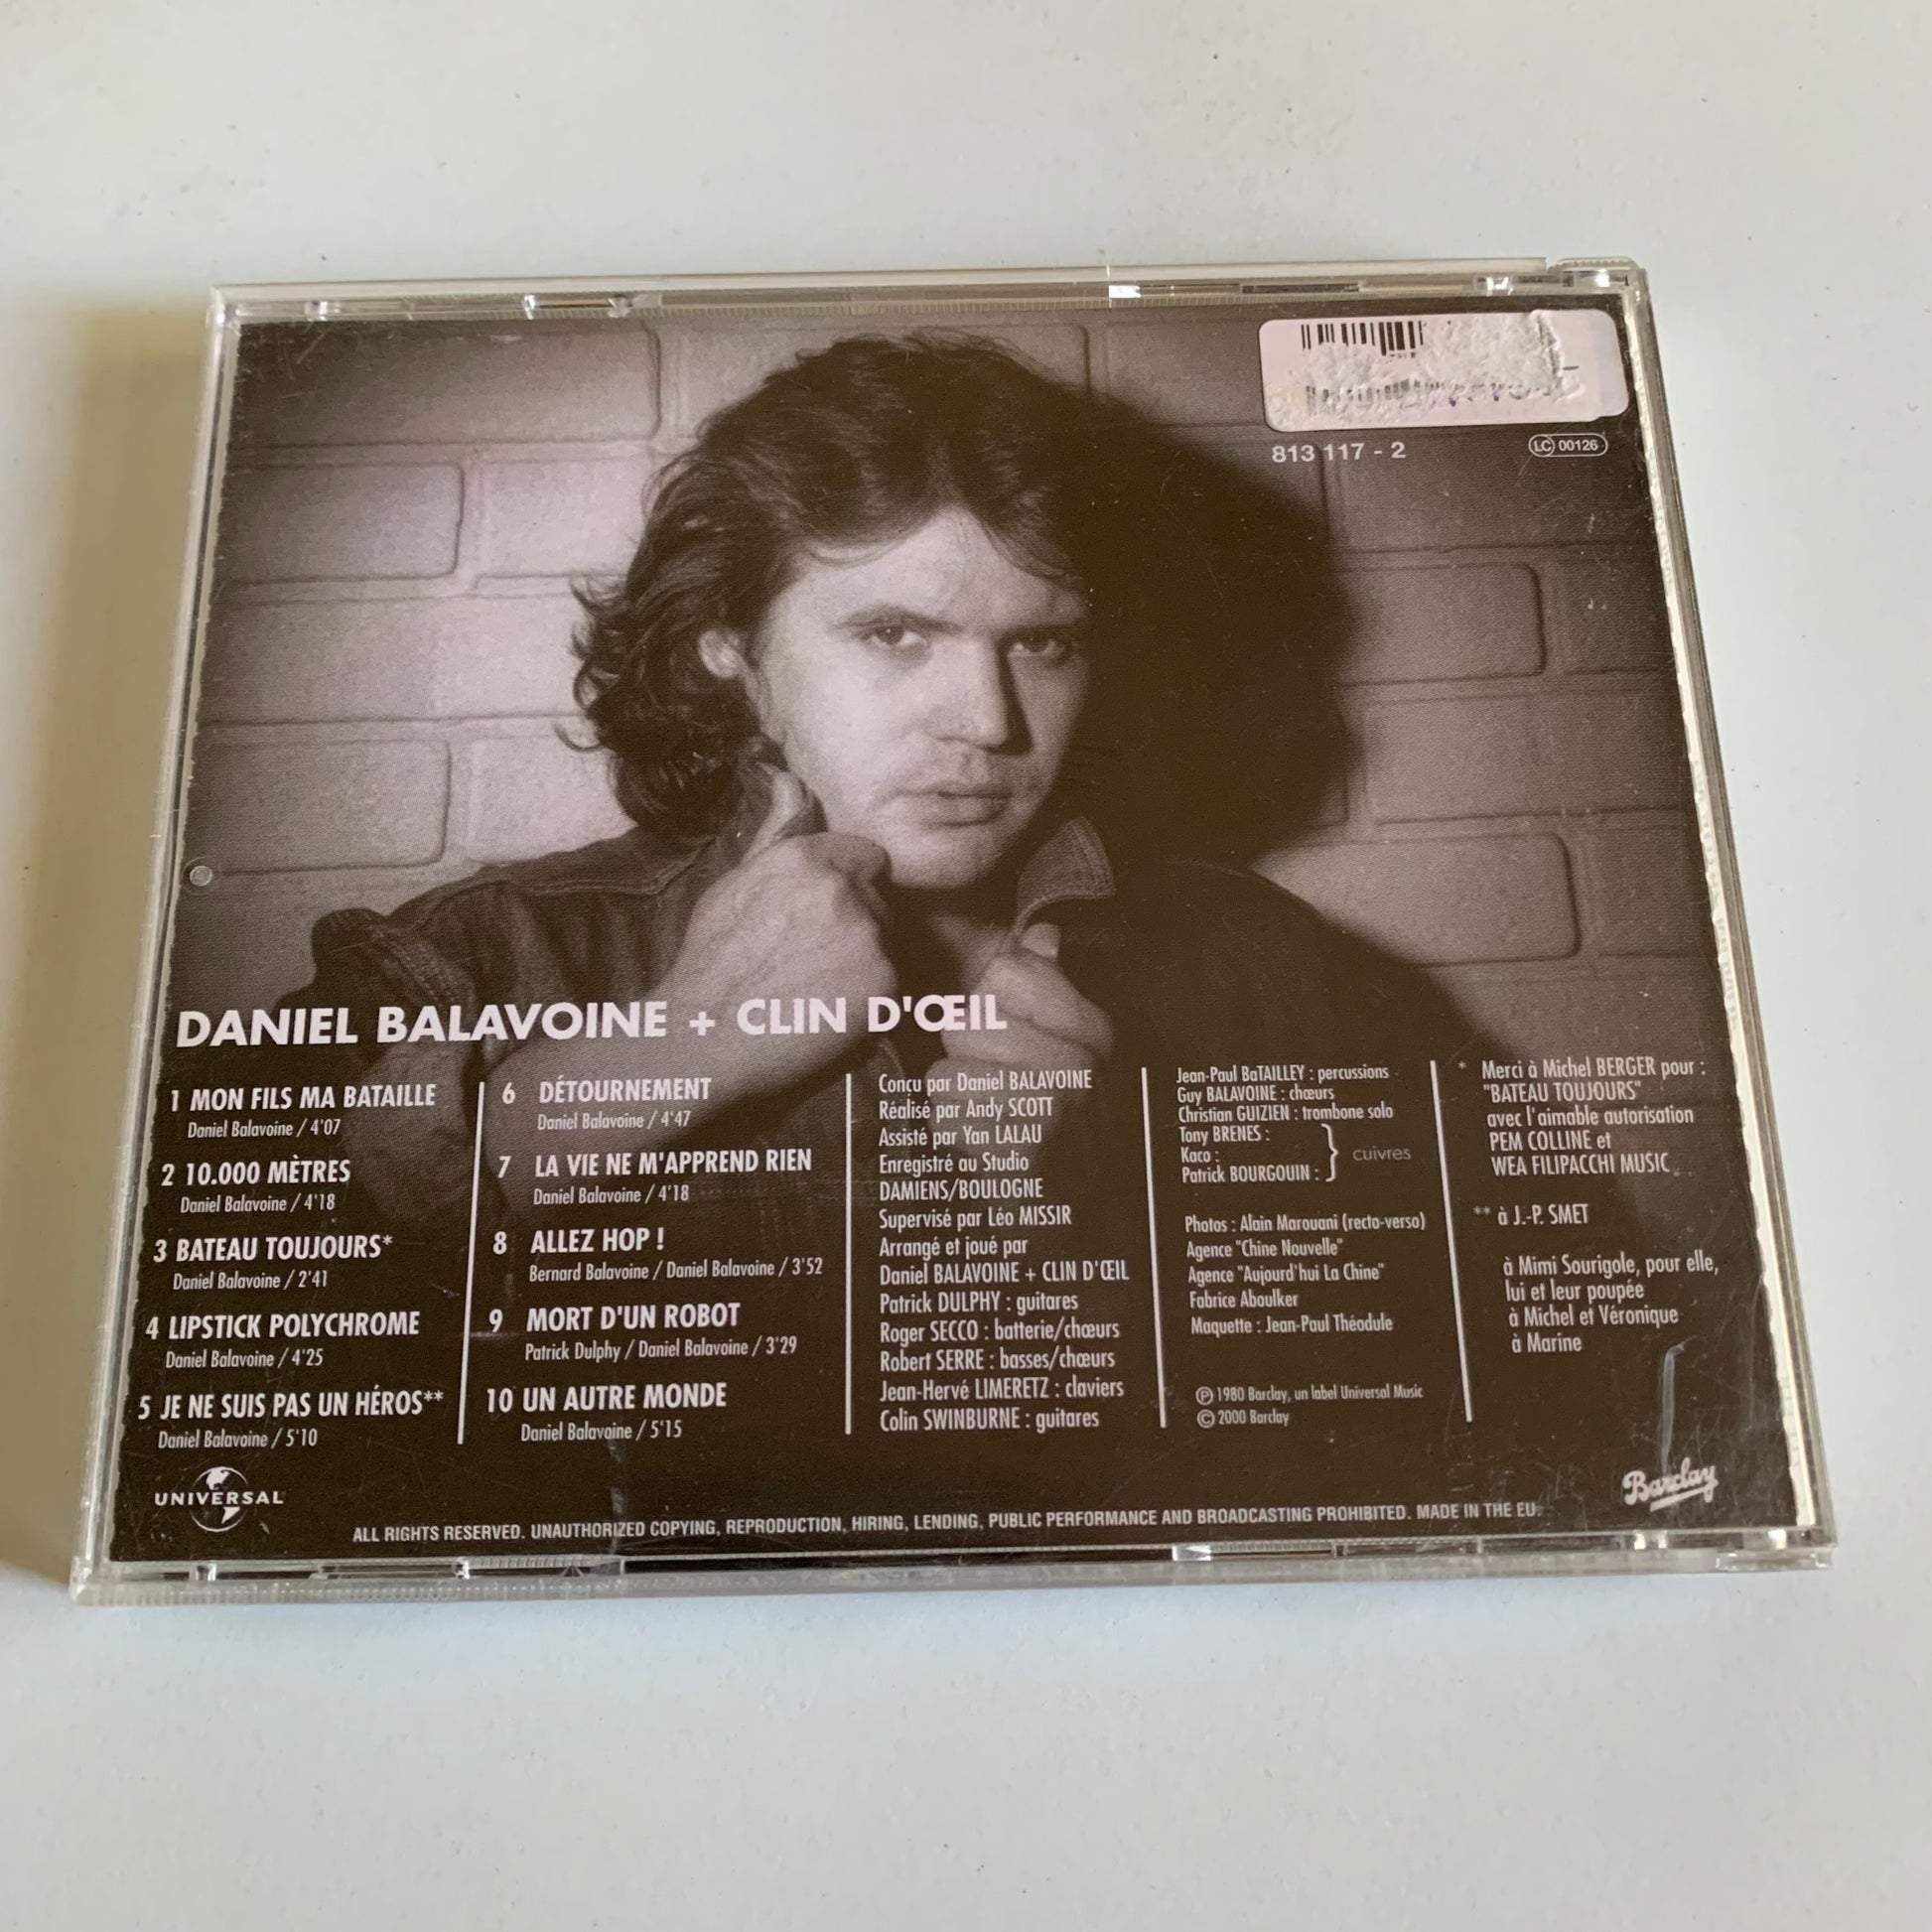 813 117 - 2
LC 00126
DANIEL BALAVOINE + CLIN D'ŒIL
1 MON FILS MA BATAILLE
Daniel Balavoine / 4'07
2 10.000 MÈTRES
Daniel Balavoine / 4'18
3 BATEAU TOUJOURS*
Daniel Balavoine / 2'41
4 LIPSTICK POLYCHROME
Daniel Balavoine / 4'25
5 JE NE SUIS PAS UN HÉROS**
Daniel Balavoine / 5'10
6 DÉTOURNEMENT
Daniel Balavoine / 4'47
7 LA VIE NE M'APPREND RIEN
Daniel Balavoine / 4'18
8 ALLEZ HOP !
Bernard Balavoine / Daniel Balavoine / 3'52
9 MORT D'UN ROBOT
Patrick Dulphy / Daniel Balavoine / 3'29
10 UN AUTRE MONDE
Daniel Balavoine / 5'15
Conçu par Daniel BALAVOINE
Réalisé par Andy SCOTT
Assisté par Yan LALAU
Enregistré au Studio
DAMIENS/BOULOGNE
Supervisé par Léo MISSIR
Arrangé et joué par
Daniel BALAVOINE + CLIN D'ŒIL
Patrick DULPHY : guitares
Roger SECCO : batterie/chœurs
Robert SERRE : basses/chœurs
Jean-Hervé LIMERETZ : claviers
Colin SWINBURNE : guitares
Jean-Paul BaTAILLEY : percussions
Guy BALAVOINE : chœurs
Christian GUIZIEN : trombone solo
Tony BRENES :
Kaco :
Patrick BOURGOUIN :
cuivres
Photos : Alain Marouani (recto-verso)
Agence "Chine Nouvelle"
Agence "Aujourd'hui La Chine"
Fabrice Aboulker
Maquette : Jean-Paul Théodule
℗ 1980 Barclay, un label Universal Music
© 2000 Barclay
* Merci à Michel BERGER pour :
"BATEAU TOUJOURS"
avec l'aimable autorisation
PEM COLLINE et
WEA FILIPACCHI MUSIC
** à J.-P. SMET
à Mimi Sourigole, pour elle,
lui et leur poupée
à Michel et Véronique
à Marine
UNIVERSAL
Barclay
ALL RIGHTS RESERVED. UNAUTHORIZED COPYING, REPRODUCTION, HIRING, LENDING, PUBLIC PERFORMANCE AND BROADCASTING PROHIBITED. MADE IN THE EU.